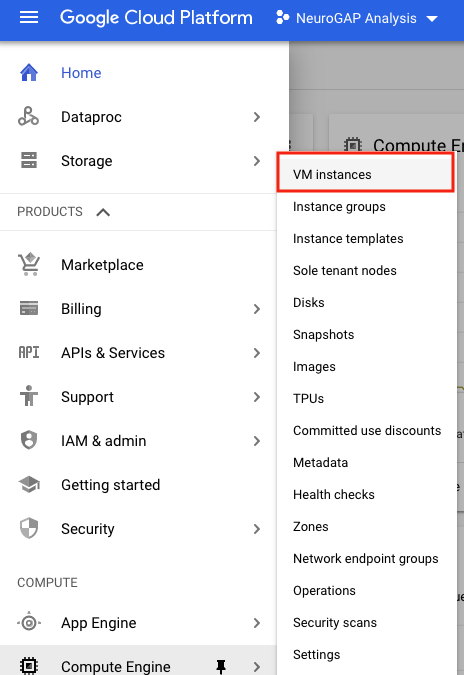 Google Cloud Platform
NeuroGAP Analysis
Home
Dataproc
Storage
PRODUCTS
Marketplace
Billing
API
APIs & Services
Support
IAM & admin
Getting started
Security
COMPUTE
App Engine
Compute Engine
Compute
VM instances
Instance groups
Instance templates
Sole tenant nodes
Disks
Snapshots
Images
TPUs
Committed use discounts
Metadata
Health checks
Zones
Network endpoint groups
Operations
Security scans
Settings